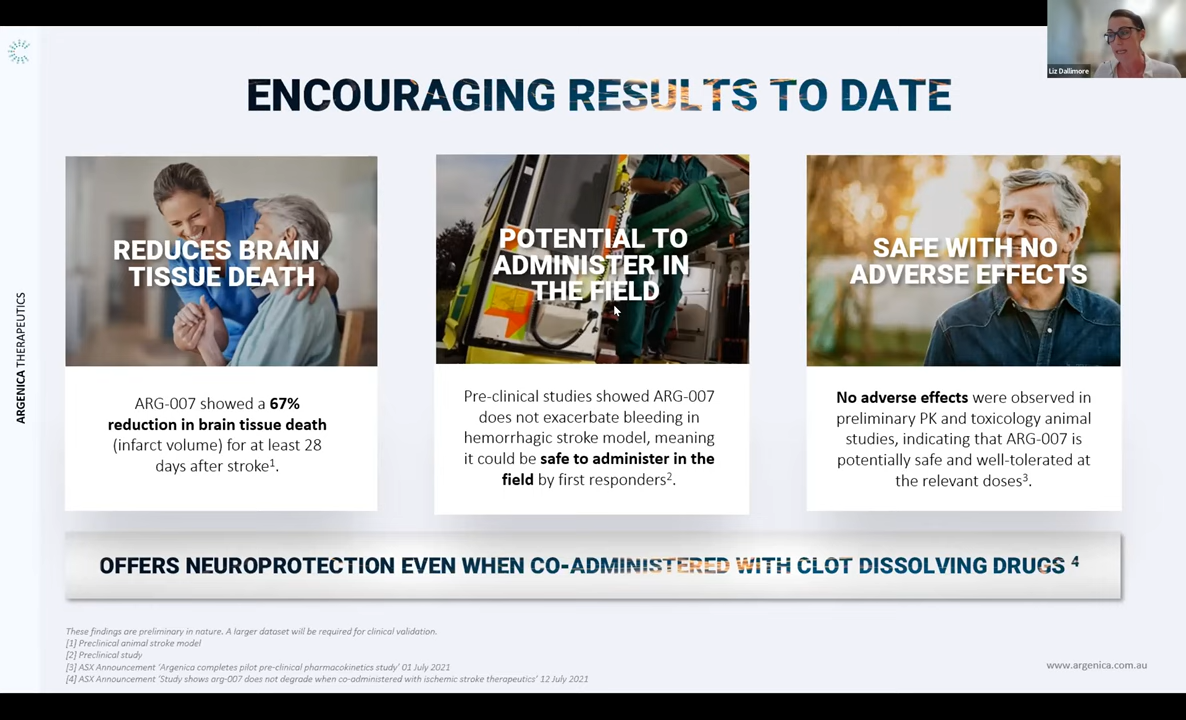 Liz Dallimore
ENCOURAGING RESULTS TO DATE
ARGENICA THERAPEUTICS
REDUCES BRAIN
TISSUE DEATH
ARG-007 showed a 67%
reduction in brain tissue death
(infarct volume) for at least 28
days after stroke¹.
POTENTIAL TO
ADMINISTER IN
THE FIELD
Pre-clinical studies showed ARG-007
does not exacerbate bleeding in
hemorrhagic stroke model, meaning
it could be safe to administer in the
field by first responders².
SAFE WITH NO
ADVERSE EFFECTS
No adverse effects were observed in
preliminary PK and toxicology animal
studies, indicating that ARG-007 is
potentially safe and well-tolerated at
the relevant doses³.
OFFERS NEUROPROTECTION EVEN WHEN CO-ADMINISTERED WITH CLOT DISSOLVING DRUGS ⁴
These findings are preliminary in nature. A larger dataset will be required for clinical validation.
[1] Preclinical animal stroke model
[2] Preclinical study
[3] ASX Announcement 'Argenica completes pilot pre-clinical pharmacokinetics study' 01 July 2021
[4] ASX Announcement 'Study shows arg-007 does not degrade when co-administered with ischemic stroke therapeutics' 12 July 2021
www.argenica.com.au